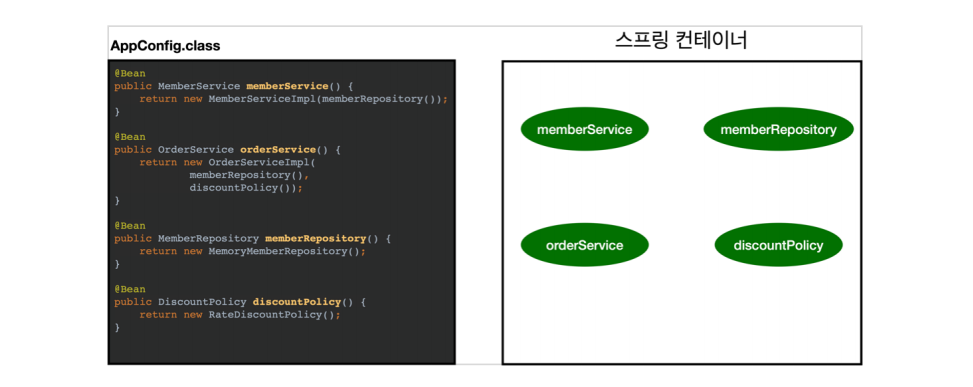 AppConfig.class
@Bean
public MemberService memberService() {
    return new MemberServiceImpl(memberRepository());
}
@Bean
public OrderService orderService() {
    return new OrderServiceImpl(
            memberRepository(),
            discountPolicy());
}
@Bean
public MemberRepository memberRepository() {
    return new MemoryMemberRepository();
}
@Bean
public DiscountPolicy discountPolicy() {
    return new RateDiscountPolicy();
}
스프링 컨테이너
memberService
memberRepository
orderService
discountPolicy